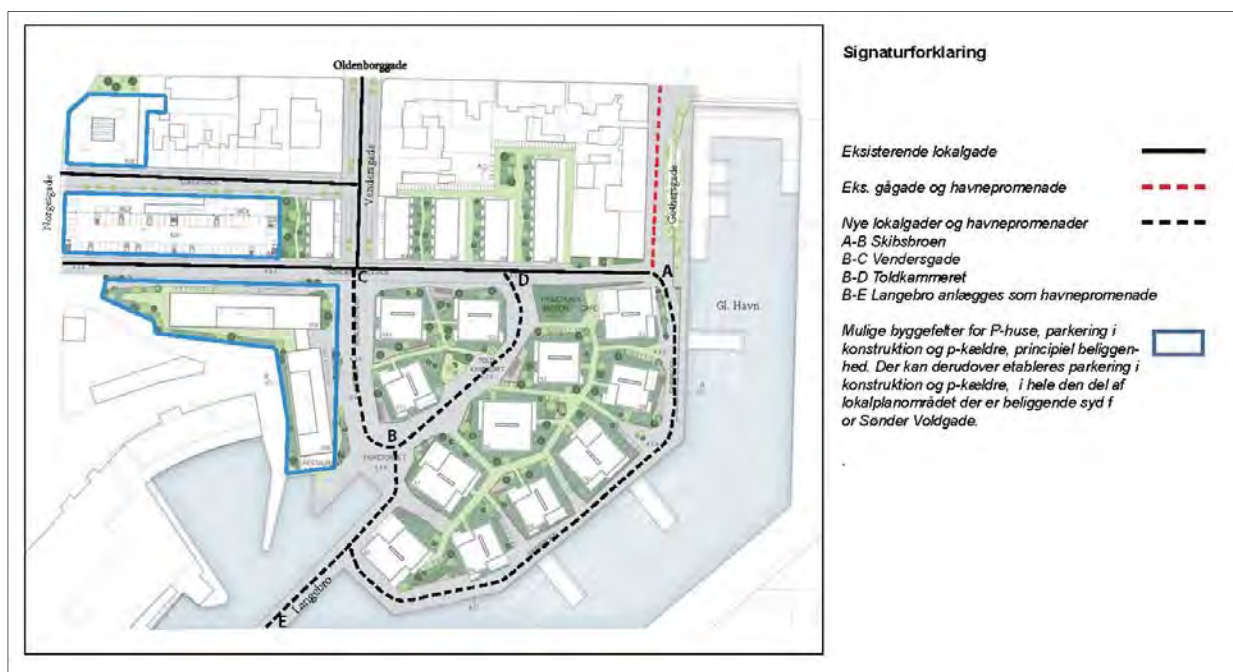 Oldenborggade
Norgesgade
Vendersgade
Gothersgade
Gl. Havn
C
D
A
B
E
Langebro
Signaturforklaring
Eksisterende lokalgade
Eks. gågade og havnepromenade
Nye lokalgader og havnepromenader
A-B Skibsbroen
B-C Vendersgade
B-D Toldkammeret
B-E Langebro anlægges som havnepromenade
Mulige byggefelter for P-huse, parkering i
konstruktion og p-kældre, principiel beliggen-
hed. Der kan derudover etableres parkering i
konstruktion og p-kældre, i hele den del af
lokalplanområdet der er beliggende syd f
or Sønder Voldgade.
.